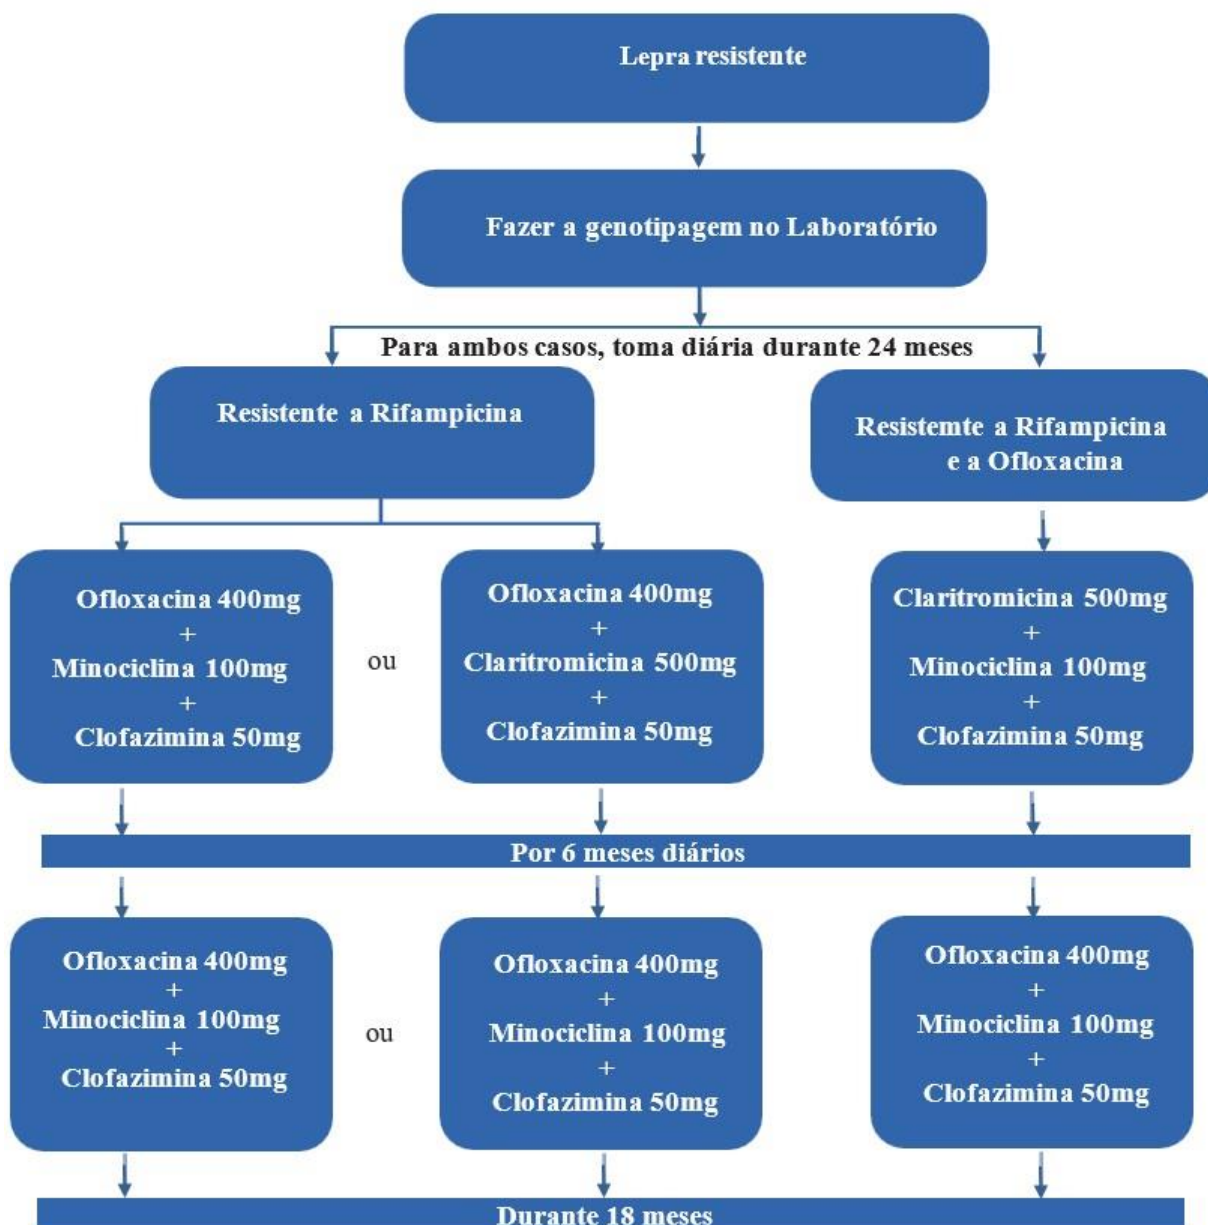 Lepra resistente
Fazer a genotipagem no Laboratório
Para ambos casos, toma diária durante 24 meses
Resistente a Rifampicina
Resistemte a Rifampicina
e a Ofloxacina
Ofloxacina 400mg
+
Minociclina 100mg
+
Clofazimina 50mg
ou
Ofloxacina 400mg
+
Claritromicina 500mg
+
Clofazimina 50mg
Claritromicina 500mg
+
Minociclina 100mg
+
Clofazimina 50mg
Por 6 meses diários
Ofloxacina 400mg
+
Minociclina 100mg
+
Clofazimina 50mg
ou
Ofloxacina 400mg
+
Minociclina 100mg
+
Clofazimina 50mg
Ofloxacina 400mg
+
Minociclina 100mg
+
Clofazimina 50mg
Durante 18 meses